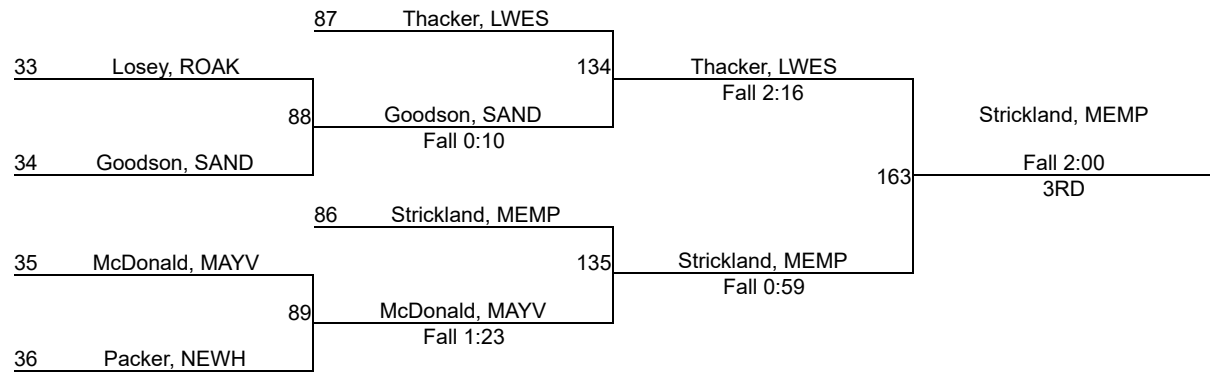 87 Thacker, LWES
33 Losey, ROAK
134 Thacker, LWES
Fall 2:16
88 Goodson, SAND
Fall 0:10
Strickland, MEMP
34 Goodson, SAND
Fall 2:00
163
3RD
86 Strickland, MEMP
35 McDonald, MAYV
135 Strickland, MEMP
Fall 0:59
89 McDonald, MAYV
Fall 1:23
36 Packer, NEWH